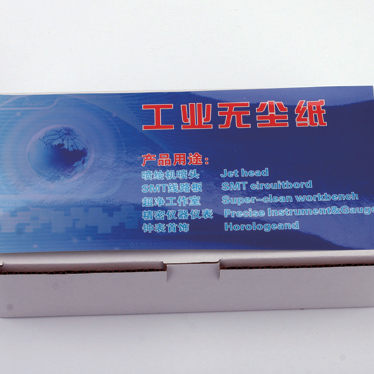 工业无尘纸
产品用途:
喷绘机喷头 Jet head
SMT线路板 SMT circuitbord
超净工作室 Super-clean workbench
精密仪器仪表 Precise Instrument&Gauge
钟表首饰 Horologeand